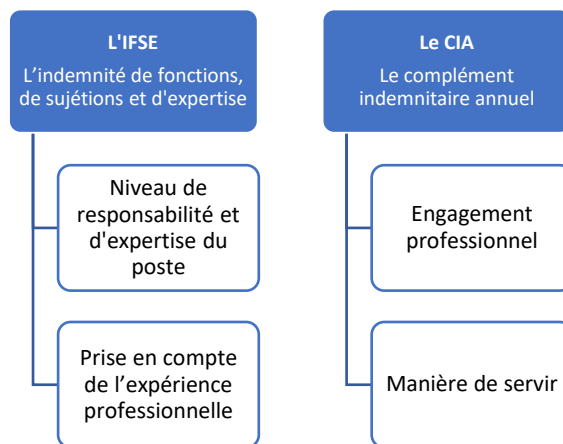 L'IFSE
L’indemnité de fonctions,
de sujétions et d'expertise
Niveau de
responsabilité et
d'expertise du
poste
Prise en compte
de l’expérience
professionnelle
Le CIA
Le complément
indemnitaire annuel
Engagement
professionnel
Manière de servir